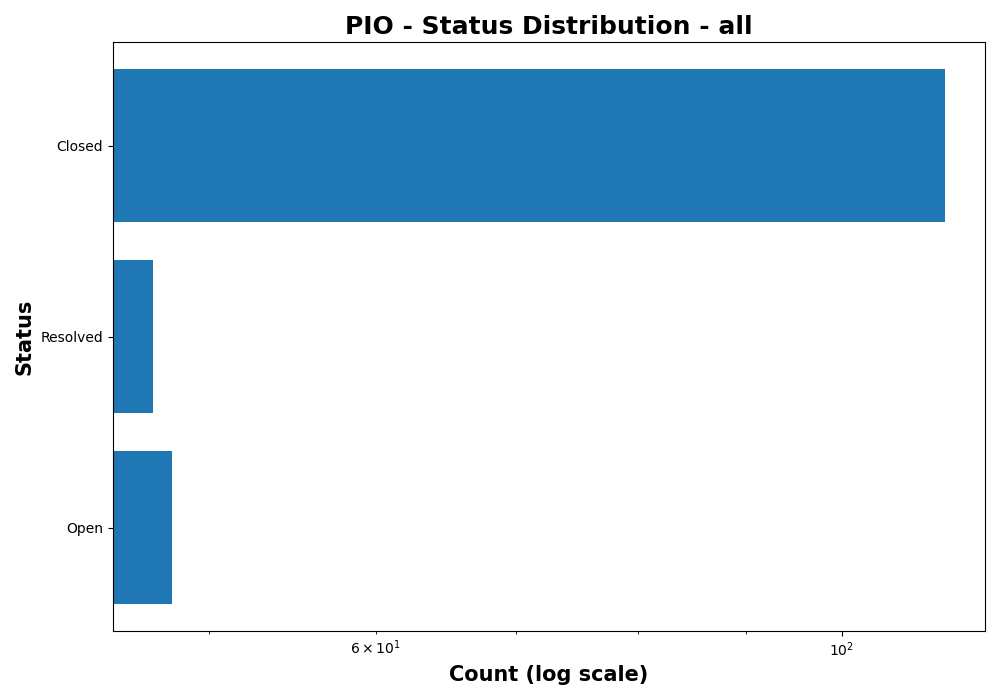 PIO - Status Distribution - all
Closed
Resolved
Open
Status
6 × 10¹
10²
Count (log scale)